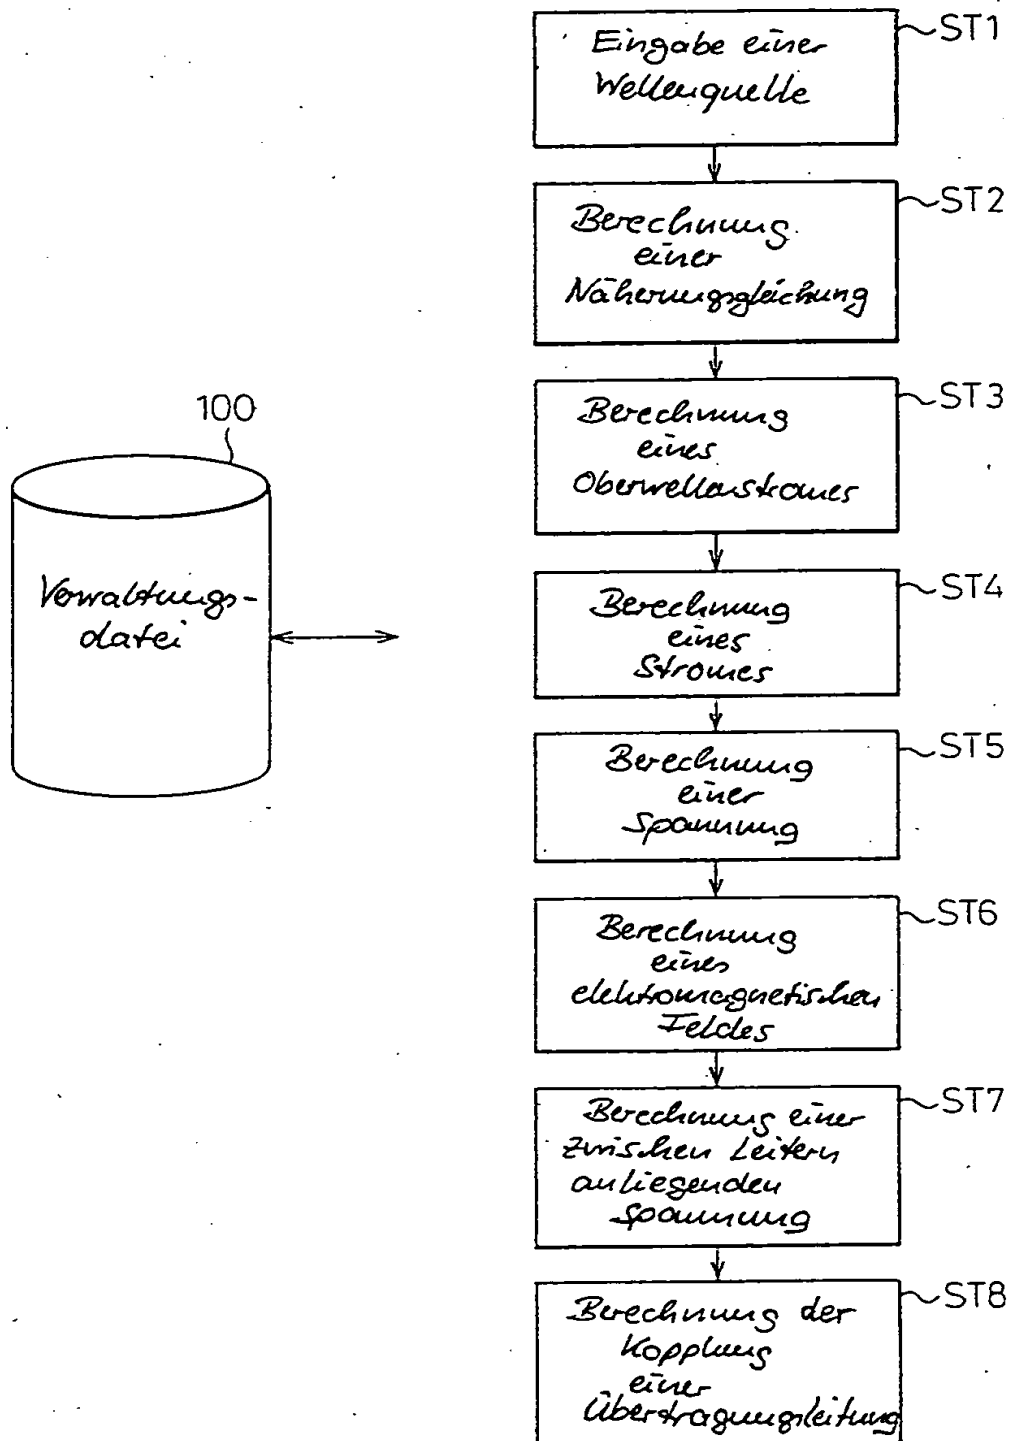 Eingabe einer
Wellenquelle
ST1
Berechnung
einer
Näherungsgleichung
ST2
Berechnung
eines
Oberwellenstromes
ST3
100
Verwaltungs-
datei
Berechnung
eines
Stromes
ST4
Berechnung
einer
Spannung
ST5
Berechnung
eines
elektromagnetischen
Feldes
ST6
Berechnung einer
zwischen Leitern
anliegenden
Spannung
ST7
Berechnung der
Kopplung
einer
Übertragungsleitung
ST8